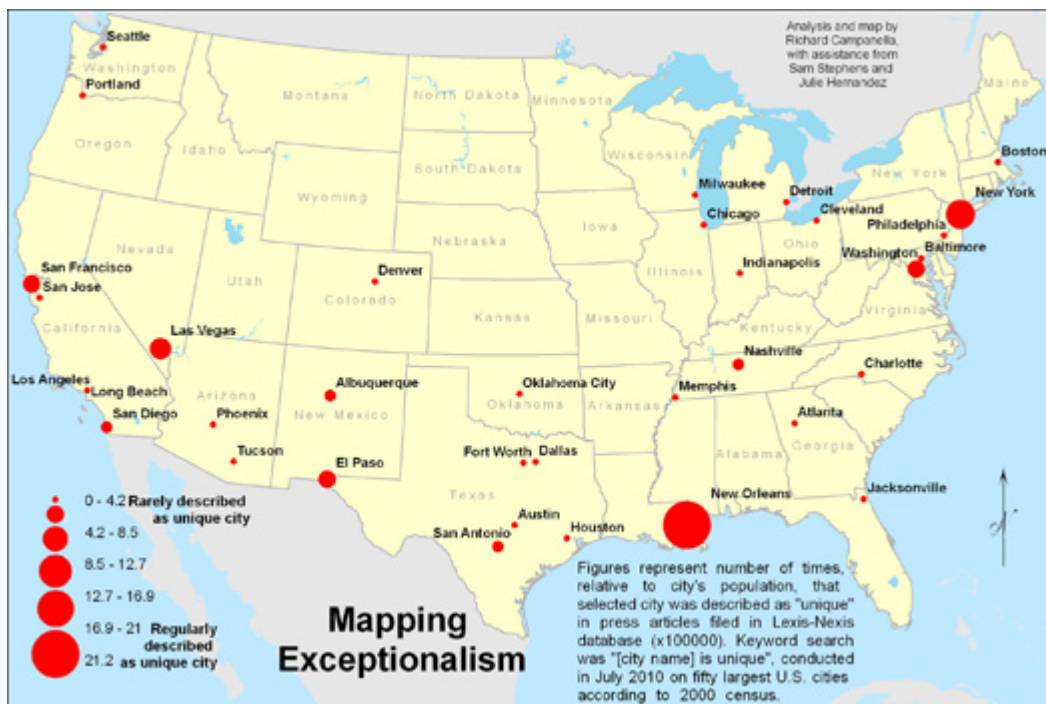 Analysis and map by
Richard Campanella,
with assistance from
Sam Stephens and
Julie Hernandez
Seattle
Washington
Portland
Oregon
Montana
Idaho
Wyoming
North Dakota
South Dakota
Minnesota
Wisconsin
Maine
Boston
New York
New York
Milwaukee
Detroit
Chicago
Cleveland
Philadelphia
Washington
Baltimore
Iowa
Nebraska
Ohio
Illinois
Indianapolis
Nevada
Utah
Denver
Colorado
Kansas
Missouri
Virginia
Kentucky
San Francisco
San Jose
California
Las Vegas
Nashville
Charlotte
Los Angeles
Long Beach
Arizona
Albuquerque
New Mexico
Oklahoma City
Oklahoma
Memphis
Arkansas
San Diego
Phoenix
Tucson
El Paso
Fort Worth
Dallas
Texas
Atlanta
Alabama
Georgia
Jacksonville
New Orleans
Austin
San Antonio
Houston
0 - 4.2 Rarely described
as unique city
4.2 - 8.5
8.5 - 12.7
12.7 - 16.9
16.9 - 21 Regularly
described
21.2 as unique city
Mapping
Exceptionalism
Figures represent number of times,
relative to city's population, that
selected city was described as "unique"
in press articles filed in Lexis-Nexis
database (x100000). Keyword search
was "[city name] is unique", conducted
in July 2010 on fifty largest U.S. cities
according to 2000 census.